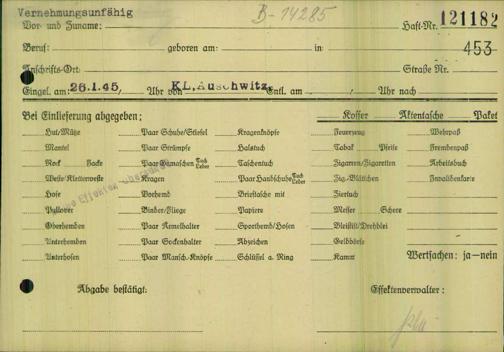 Vernehmungsunfähig B-14285
Vor- und Zuname: Haft-Nr. 121182
Beruf: geboren am: in 453
Anschrifts-Ort: Straße Nr.
Eingel. am: 26.1.45, Uhr von KL. Auschwitz Entl. am: Uhr nach
Bei Einlieferung abgegeben: Koffer Aktentasche Paket
Hut/Mütze Paar Schuhe/Stiefel Kragenknöpfe Feuerzeug Wehrpaß
Mantel Paar Strümpfe Halstuch Tabak Pfeife Fremdenpaß
Rock Jacke Paar Gamaschen Tuch Leder Taschentuch Zigarren/Zigaretten Arbeitsbuch
Weste/Kletterweste Kragen Paar Handschuhe Tuch Leder Zig.-Blättchen Invalidenkarte
Hose Vorhemd Brieftasche mit Ziertuch
Pullover Binder/Fliege Papiere Messer Schere
Oberhemden Paar Ärmelhalter Sporthemd/Hosen Bleistift/Drehblei
Unterhemden Paar Sockenhalter Abzeichen Geldbörse
Unterhosen Paar Mansch.-Knöpfe Schlüssel a. Ring Kamm Wertsachen: ja—nein
Effekten
Abgabe bestätigt: Effektenverwalter: